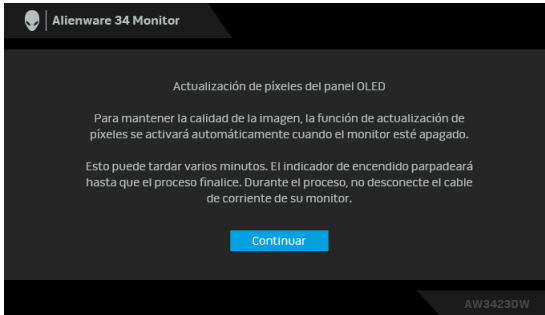 Alienware 34 Monitor
Actualización de píxeles del panel OLED
Para mantener la calidad de la imagen, la función de actualización de
píxeles se activará automáticamente cuando el monitor esté apagado.
Esto puede tardar varios minutos. El indicador de encendido parpadeará
hasta que el proceso finalice. Durante el proceso, no desconecte el cable
de corriente de su monitor.
Continuar
AW3423DW